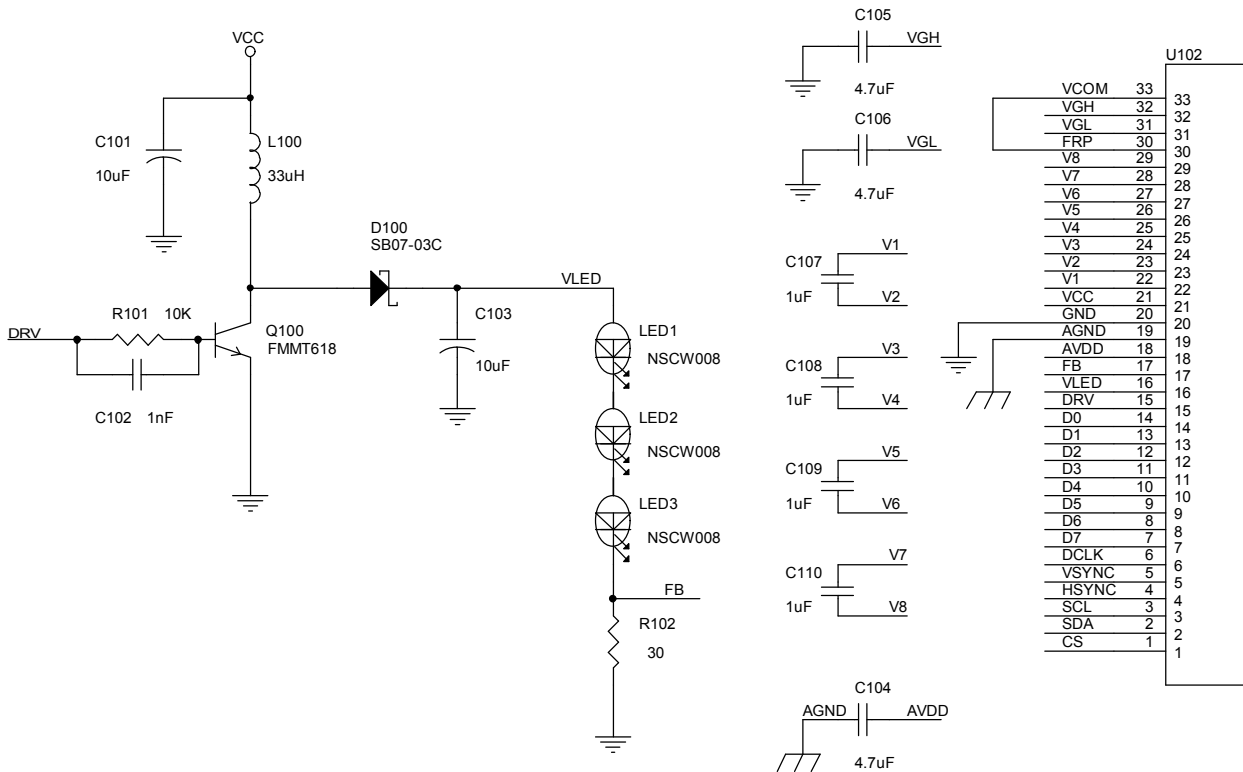 VCC
C101
10uF
L100
33uH
D100
SB07-03C
VLED
DRV
R101 10K
Q100
FMMT618
C102 1nF
C103
10uF
LED1
NSCW008
LED2
NSCW008
LED3
NSCW008
FB
R102
30
C105
VGH
4.7uF
C106
VGL
4.7uF
C107
1uF
V1
V2
C108
1uF
V3
V4
C109
1uF
V5
V6
C110
1uF
V7
V8
C104
AGND AVDD
4.7uF
U102
VCOM 33 33
VGH 32 32
VGL 31 31
FRP 30 30
V8 29 29
V7 28 28
V6 27 27
V5 26 26
V4 25 25
V3 24 24
V2 23 23
V1 22 22
VCC 21 21
GND 20 20
AGND 19 19
AVDD 18 18
FB 17 17
VLED 16 16
DRV 15 15
D0 14 14
D1 13 13
D2 12 12
D3 11 11
D4 10 10
D5 9 9
D6 8 8
D7 7 7
DCLK 6 6
VSYNC 5 5
HSYNC 4 4
SCL 3 3
SDA 2 2
CS 1 1